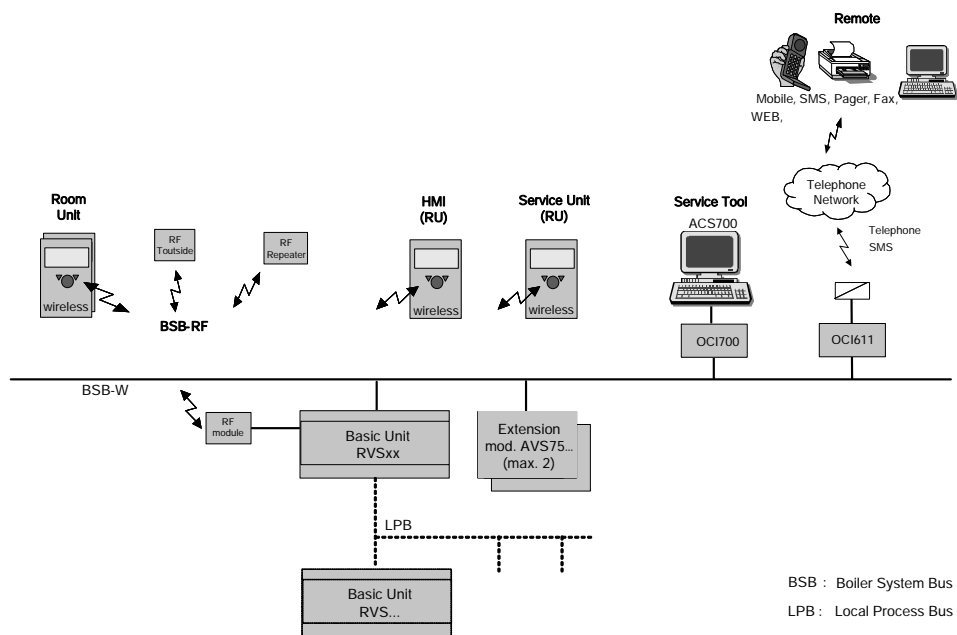 Remote
Mobile, SMS, Pager, Fax,
WEB,
Telephone
Network
Telephone
SMS
Room
Unit
wireless
RF
Toutside
RF
Repeater
BSB-RF
HMI
(RU)
wireless
Service Unit
(RU)
wireless
Service Tool
ACS700
OCI700
OCI611
BSB-W
RF
module
Basic Unit
RVSxx
Extension
mod. AVS75...
(max. 2)
LPB
Basic Unit
RVS...
BSB : Boiler System Bus
LPB : Local Process Bus